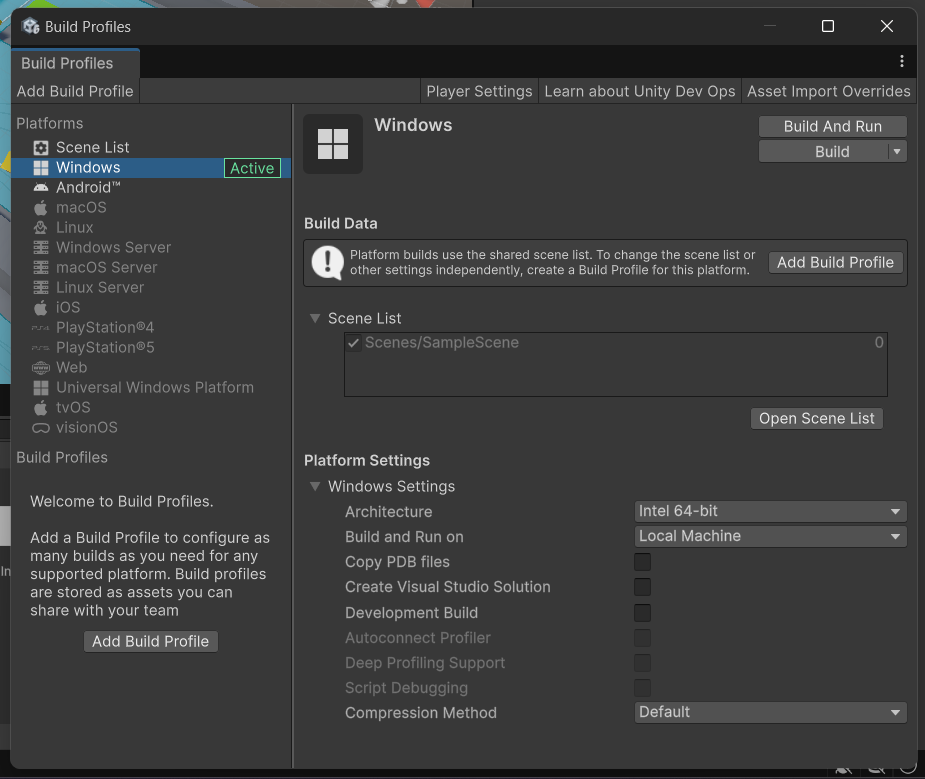 Build Profiles
Build Profiles
Add Build Profile
Player Settings
Learn about Unity Dev Ops
Asset Import Overrides
Platforms
Scene List
Windows
Active
Android™
macOS
Linux
Windows Server
macOS Server
Linux Server
iOS
PlayStation®4
PlayStation®5
Web
Universal Windows Platform
tvOS
visionOS
Build Profiles
Welcome to Build Profiles.
Add a Build Profile to configure as
many builds as you need for any
supported platform. Build profiles
are stored as assets you can
share with your team
Add Build Profile
Windows
Build And Run
Build
Build Data
Platform builds use the shared scene list. To change the scene list or
other settings independently, create a Build Profile for this platform.
Add Build Profile
Scene List
Scenes/SampleScene 0
Open Scene List
Platform Settings
Windows Settings
Architecture Intel 64-bit
Build and Run on Local Machine
Copy PDB files
Create Visual Studio Solution
Development Build
Autoconnect Profiler
Deep Profiling Support
Script Debugging
Compression Method Default